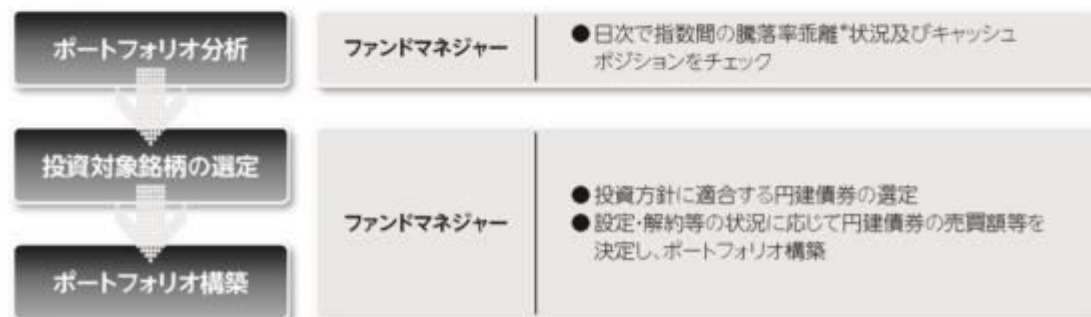 ポートフォリオ分析
ファンドマネジャー
●日次で指数間の騰落率乖離*状況及びキャッシュ
ポジションをチェック
投資対象銘柄の選定
ポートフォリオ構築
ファンドマネジャー
●投資方針に適合する円建債券の選定
●設定・解約等の状況に応じて円建債券の売買額等を
決定し、ポートフォリオ構築